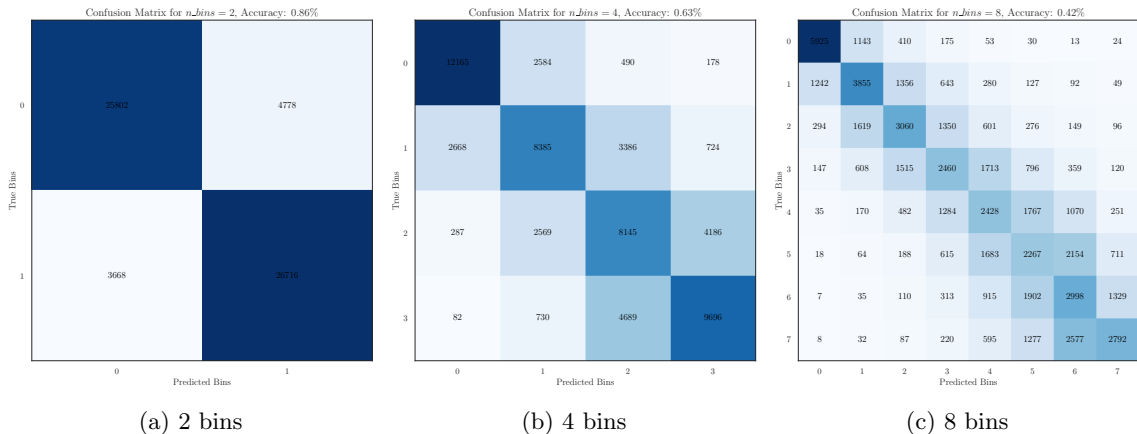 Confusion Matrix for n_bins = 2, Accuracy: 0.86%
True Bins
0 25802 4778
1 3668 26716
0 1
Predicted Bins
(a) 2 bins
Confusion Matrix for n_bins = 4, Accuracy: 0.63%
True Bins
0 12165 2584 490 178
1 2668 8385 3386 724
2 287 2569 8145 4186
3 82 730 4689 9696
0 1 2 3
Predicted Bins
(b) 4 bins
Confusion Matrix for n_bins = 8, Accuracy: 0.42%
True Bins
0 5925 1143 410 175 53 30 13 24
1 1242 3855 1356 643 280 127 92 49
2 294 1619 3060 1350 601 276 149 96
3 147 608 1515 2460 1713 796 359 120
4 35 170 482 1284 2428 1767 1070 251
5 18 64 188 615 1683 2267 2154 711
6 7 35 110 313 915 1902 2998 1329
7 8 32 87 220 595 1277 2577 2792
0 1 2 3 4 5 6 7
Predicted Bins
(c) 8 bins